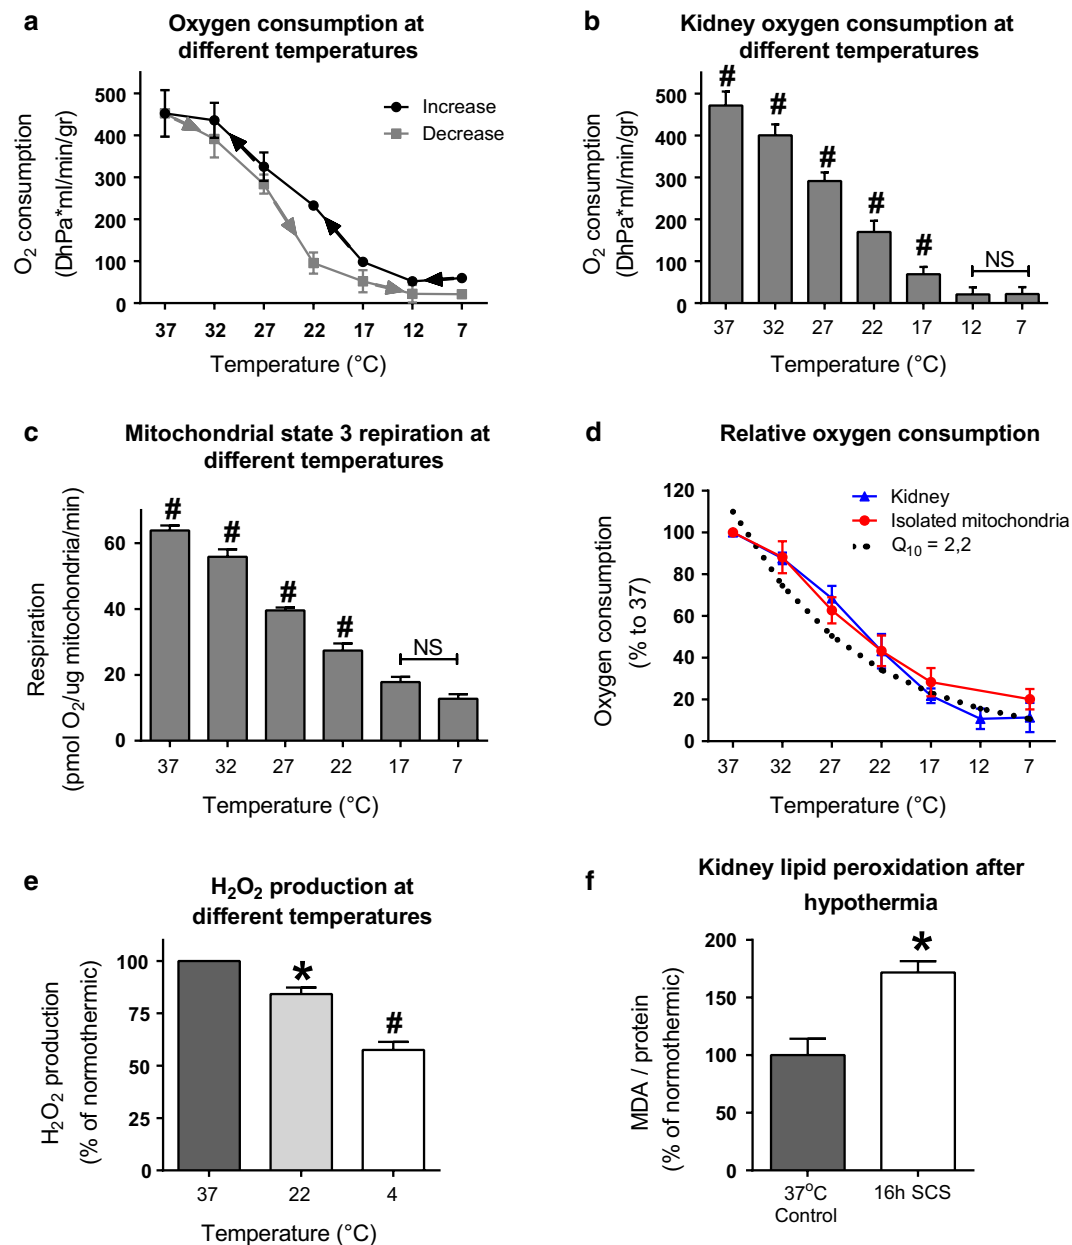 a
Oxygen consumption at
different temperatures
O2 consumption
(DhPa*ml/min/gr)
500
400
300
200
100
0
Increase
Decrease
37 32 27 22 17 12 7
Temperature (°C)
b
Kidney oxygen consumption at
different temperatures
O2 consumption
(DhPa*ml/min/gr)
500
400
300
200
100
0
# # # # #
NS
37 32 27 22 17 12 7
Temperature (°C)
c
Mitochondrial state 3 repiration at
different temperatures
Respiration
(pmol O2/ug mitochondria/min)
60
40
20
0
# # # #
NS
37 32 27 22 17 7
Temperature (°C)
d
Relative oxygen consumption
Oxygen consumption
(% to 37)
120
100
80
60
40
20
0
Kidney
Isolated mitochondria
Q10 = 2,2
37 32 27 22 17 12 7
Temperature (°C)
e
H2O2 production at
different temperatures
H2O2 production
(% of normothermic)
100
75
50
25
0
* #
37 22 4
Temperature (°C)
f
Kidney lipid peroxidation after
hypothermia
MDA / protein
(% of normothermic)
200
150
100
50
0
*
37°C 16h SCS
Control